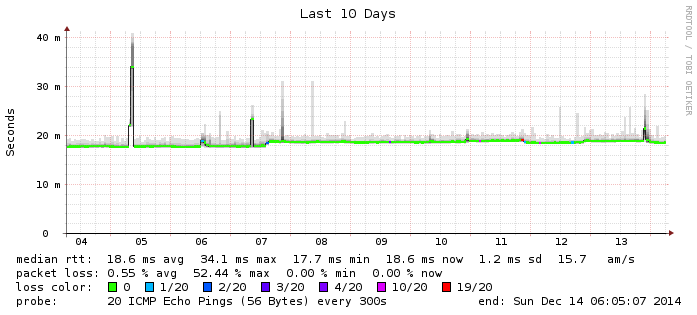 Last 10 Days
RRDTOOL / TOBI OETIKER
Seconds
40 m
30 m
20 m
10 m
0
04 05 06 07 08 09 10 11 12 13
median rtt: 18.6 ms avg 34.1 ms max 17.7 ms min 18.6 ms now 1.2 ms sd 15.7 am/s
packet loss: 0.55 % avg 52.44 % max 0.00 % min 0.00 % now
loss color: 0 1/20 2/20 3/20 4/20 10/20 19/20
probe: 20 ICMP Echo Pings (56 Bytes) every 300s end: Sun Dec 14 06:05:07 2014